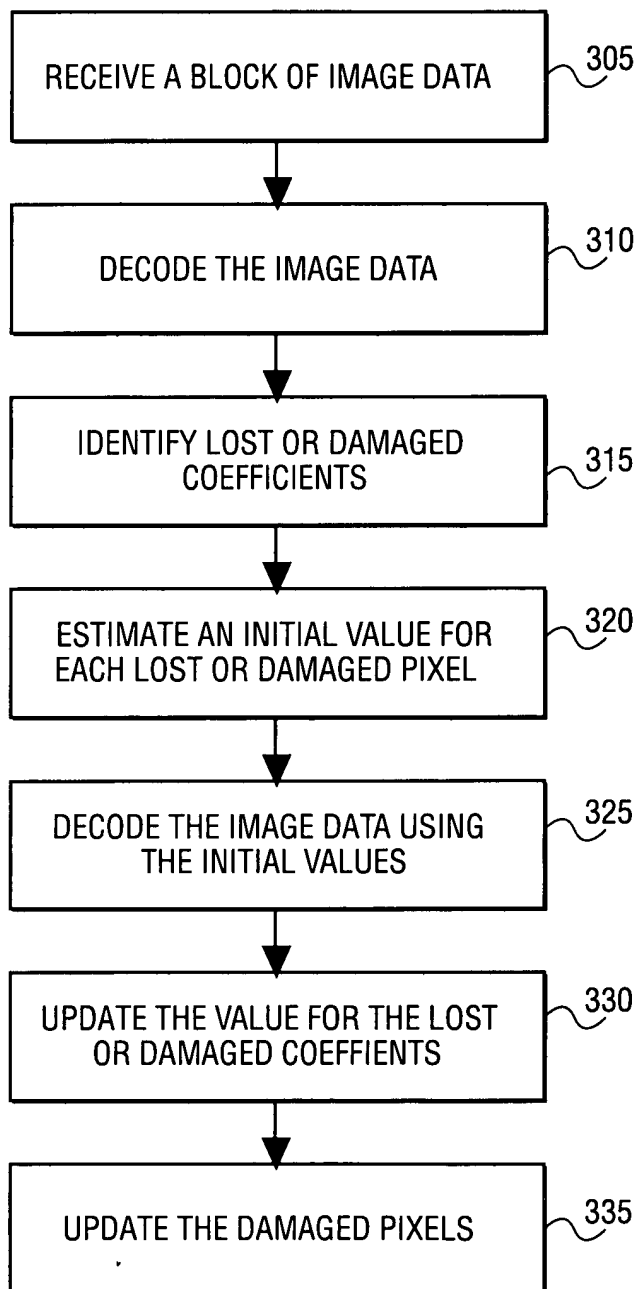 RECEIVE A BLOCK OF IMAGE DATA
305
DECODE THE IMAGE DATA
310
IDENTIFY LOST OR DAMAGED
COEFFICIENTS
315
ESTIMATE AN INITIAL VALUE FOR
EACH LOST OR DAMAGED PIXEL
320
DECODE THE IMAGE DATA USING
THE INITIAL VALUES
325
UPDATE THE VALUE FOR THE LOST
OR DAMAGED COEFFIENTS
330
UPDATE THE DAMAGED PIXELS
335